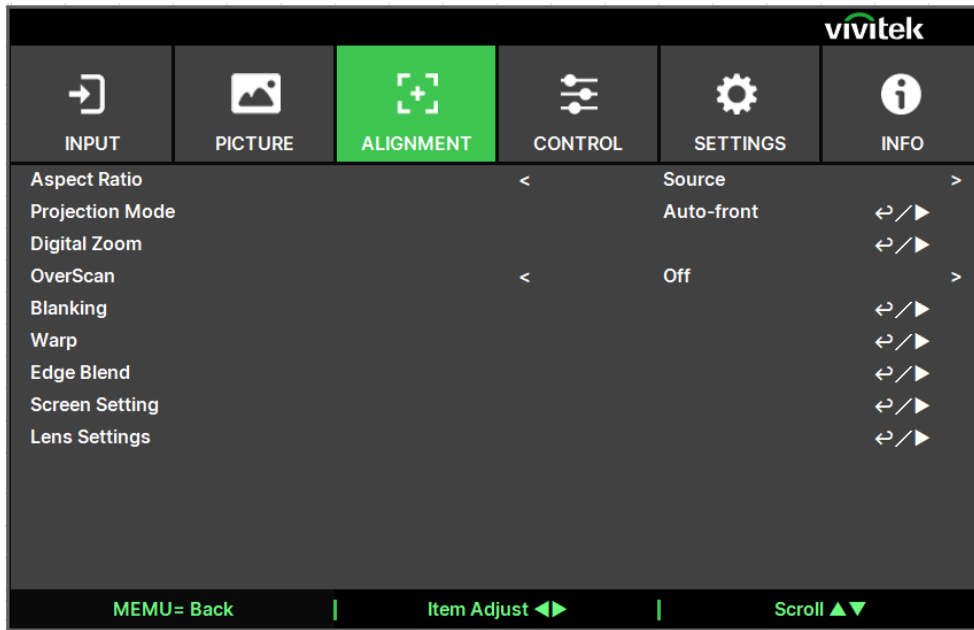 vivitek
INPUT PICTURE ALIGNMENT CONTROL SETTINGS INFO
Aspect Ratio < Source >
Projection Mode Auto-front ↩/▶
Digital Zoom ↩/▶
OverScan < Off >
Blanking ↩/▶
Warp ↩/▶
Edge Blend ↩/▶
Screen Setting ↩/▶
Lens Settings ↩/▶
MEMU= Back | Item Adjust ◀▶ | Scroll ▲▼